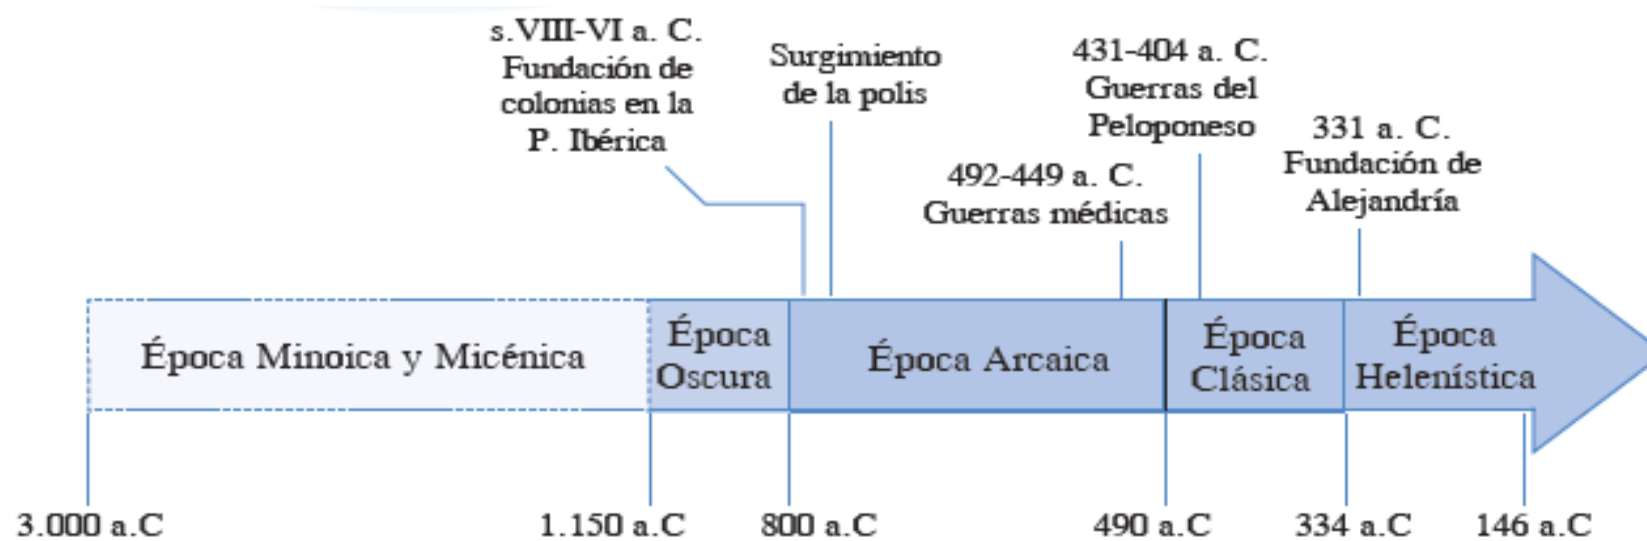 s.VIII-VI a. C.
Fundación de
colonias en la
P. Ibérica
Surgimiento
de la polis
492-449 a. C.
Guerras médicas
431-404 a. C.
Guerras del
Peloponeso
331 a. C.
Fundación de
Alejandría
Época Minoica y Micénica
Época
Oscura
Época Arcaica
Época
Clásica
Época
Helenística
3.000 a.C
1.150 a.C
800 a.C
490 a.C
334 a.C
146 a.C